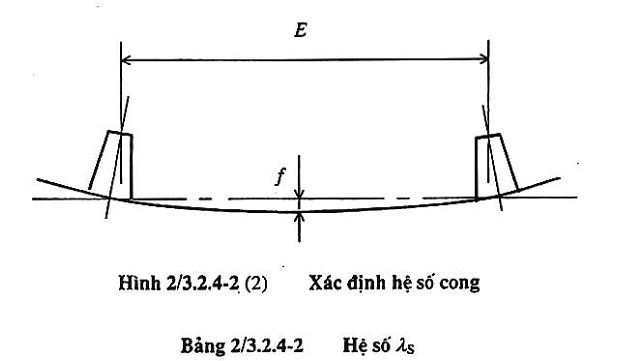 E
f
Hình 2/3.2.4-2 (2) Xác định hệ số cong
Bảng 2/3.2.4-2 Hệ số λS